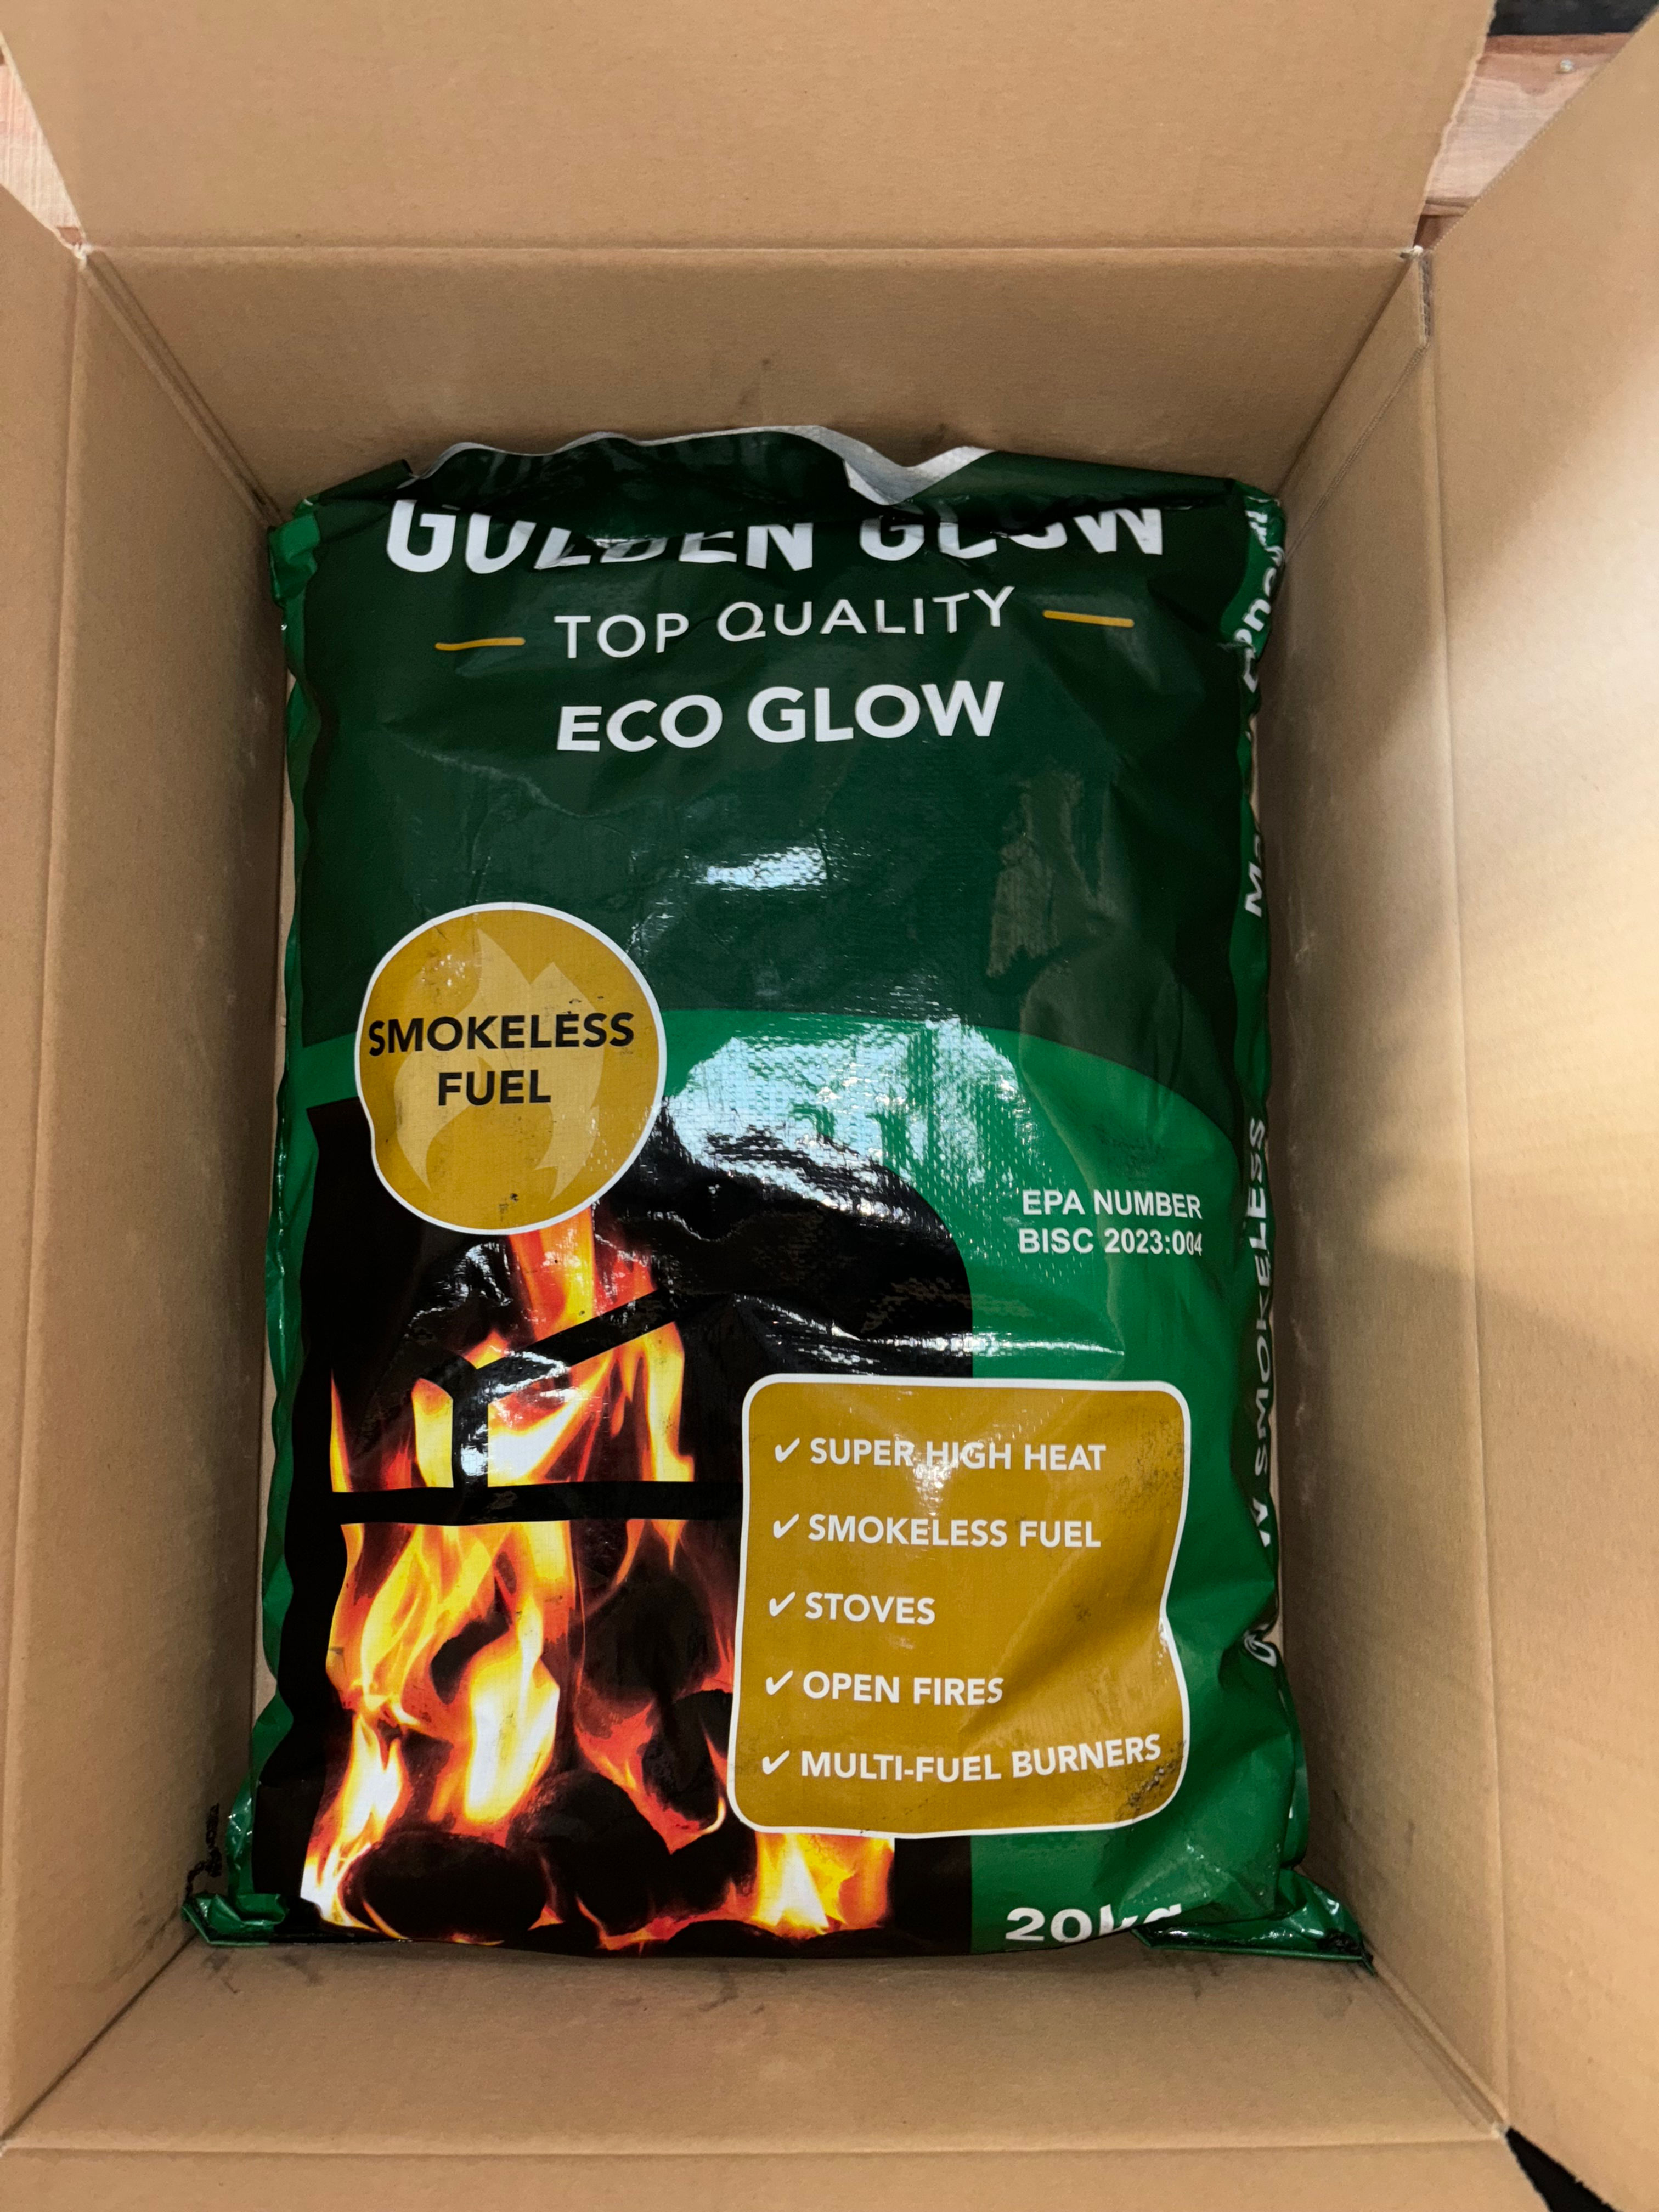 GOLDEN GLOW
TOP QUALITY
ECO GLOW
SMOKELESS
FUEL
EPA NUMBER
BISC 2023:004
✓ SUPER HIGH HEAT
✓ SMOKELESS FUEL
✓ STOVES
✓ OPEN FIRES
✓ MULTI-FUEL BURNERS
20kg
SMOKELESS